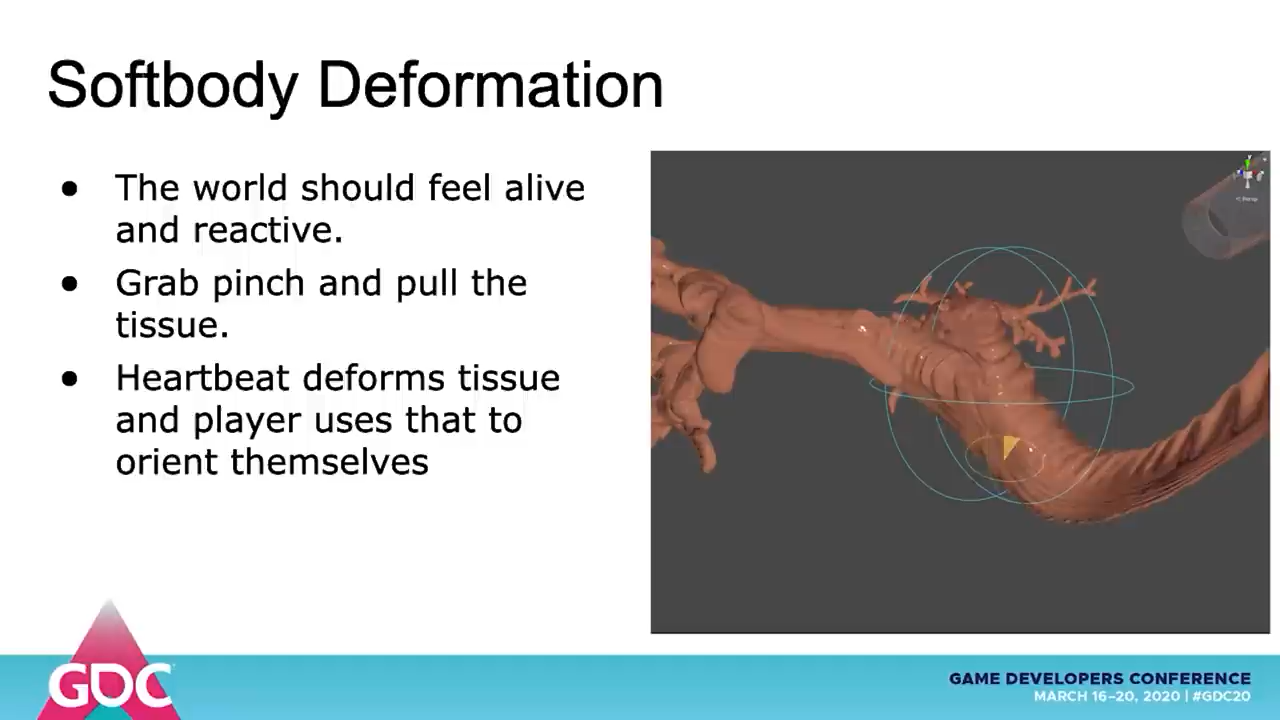 Softbody Deformation
● The world should feel alive
and reactive.
● Grab pinch and pull the
tissue.
● Heartbeat deforms tissue
and player uses that to
orient themselves
GDC
GAME DEVELOPERS CONFERENCE
MARCH 16–20, 2020 | #GDC20